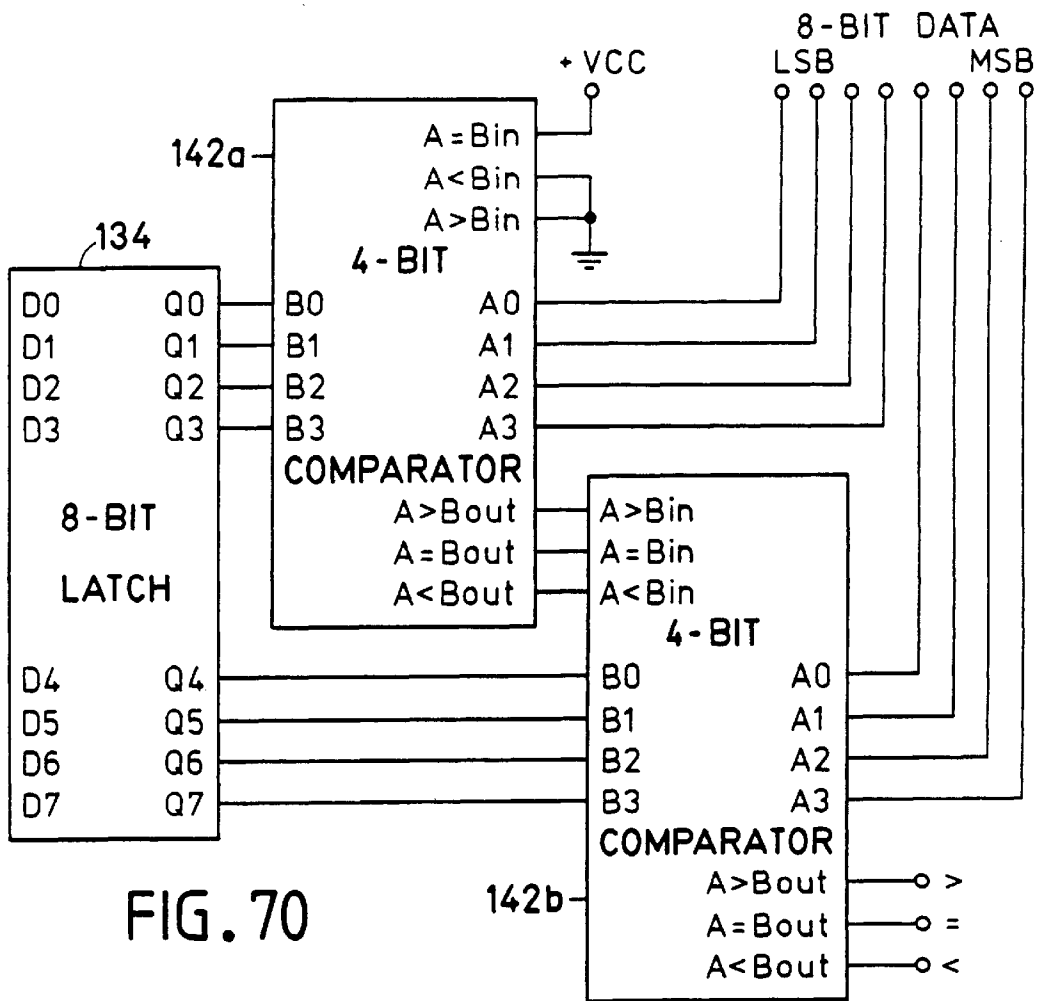 8-BIT DATA
+VCC LSB MSB
142a
A=Bin
A<Bin
A>Bin
4-BIT
B0 A0
B1 A1
B2 A2
B3 A3
COMPARATOR
A>Bout
A=Bout
A<Bout
134
D0 Q0
D1 Q1
D2 Q2
D3 Q3
8-BIT
LATCH
D4 Q4
D5 Q5
D6 Q6
D7 Q7
A>Bin
A=Bin
A<Bin
4-BIT
B0 A0
B1 A1
B2 A2
B3 A3
COMPARATOR
142b
A>Bout >
A=Bout =
A<Bout <
FIG. 70